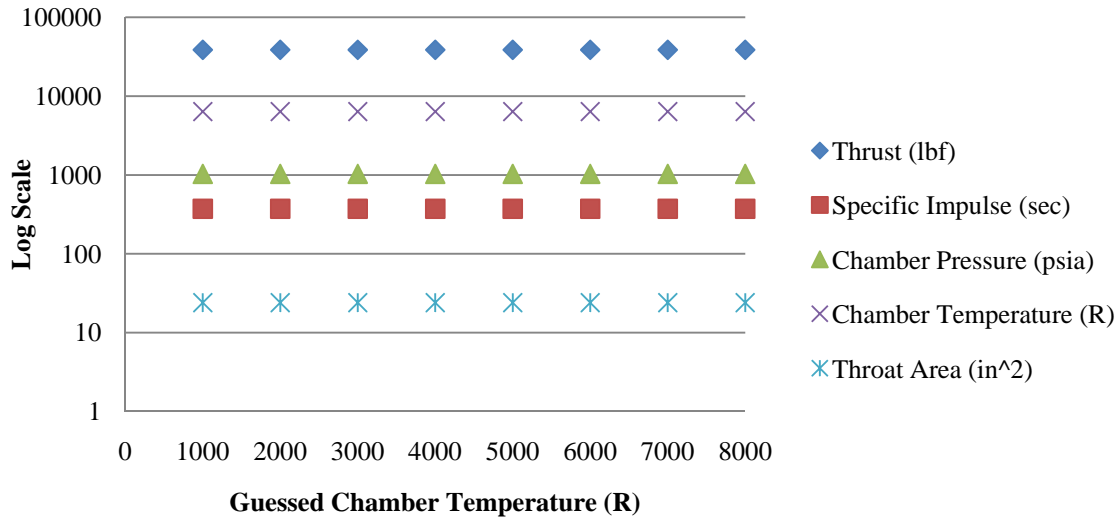 100000
10000
1000
100
10
1
Log Scale
0 1000 2000 3000 4000 5000 6000 7000 8000
Guessed Chamber Temperature (R)
Thrust (lbf)
Specific Impulse (sec)
Chamber Pressure (psia)
Chamber Temperature (R)
Throat Area (in^2)